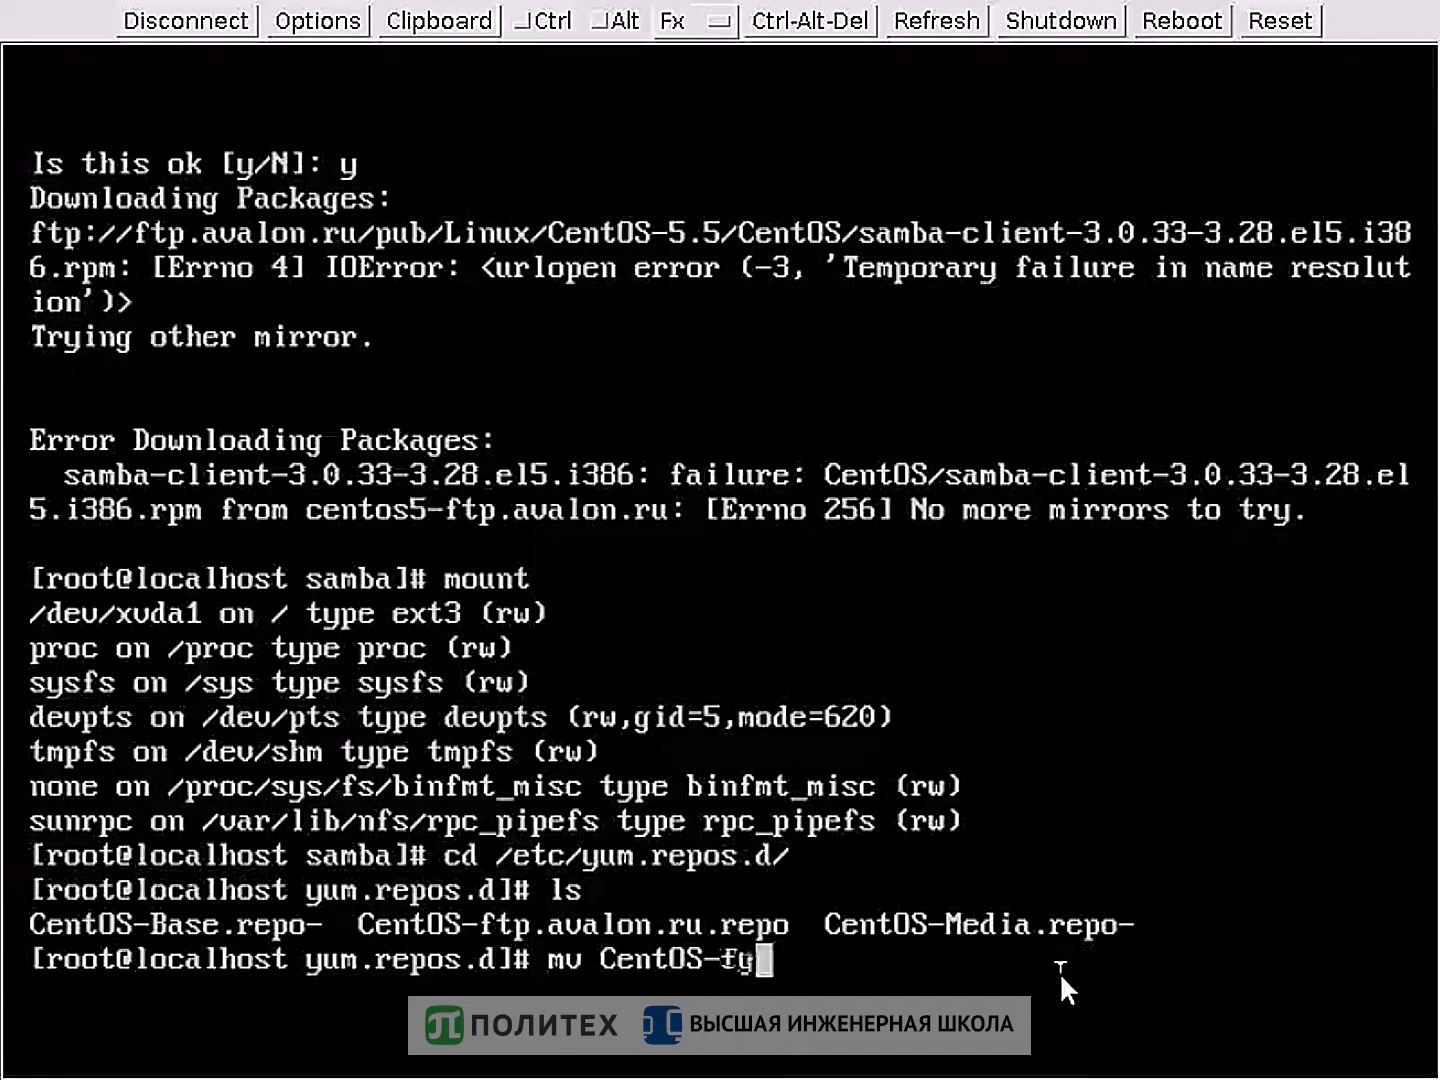 Disconnect Options Clipboard Ctrl Alt Fx Ctrl-Alt-Del Refresh Shutdown Reboot Reset
Is this ok [y/N]: y
Downloading Packages:
ftp://ftp.avalon.ru/pub/Linux/CentOS-5.5/CentOS/samba-client-3.0.33-3.28.el5.i38
6.rpm: [Errno 4] IOError: <urlopen error (-3, 'Temporary failure in name resolut
ion')>
Trying other mirror.
Error Downloading Packages:
samba-client-3.0.33-3.28.el5.i386: failure: CentOS/samba-client-3.0.33-3.28.el
5.i386.rpm from centos5-ftp.avalon.ru: [Errno 256] No more mirrors to try.
[root@localhost samba]# mount
/dev/xvda1 on / type ext3 (rw)
proc on /proc type proc (rw)
sysfs on /sys type sysfs (rw)
devpts on /dev/pts type devpts (rw,gid=5,mode=620)
tmpfs on /dev/shm type tmpfs (rw)
none on /proc/sys/fs/binfmt_misc type binfmt_misc (rw)
sunrpc on /var/lib/nfs/rpc_pipefs type rpc_pipefs (rw)
[root@localhost samba]# cd /etc/yum.repos.d/
[root@localhost yum.repos.d]# ls
CentOS-Base.repo- CentOS-ftp.avalon.ru.repo CentOS-Media.repo-
[root@localhost yum.repos.d]# mv
ПОЛИТЕХ ВЫСШАЯ ИНЖЕНЕРНАЯ ШКОЛА